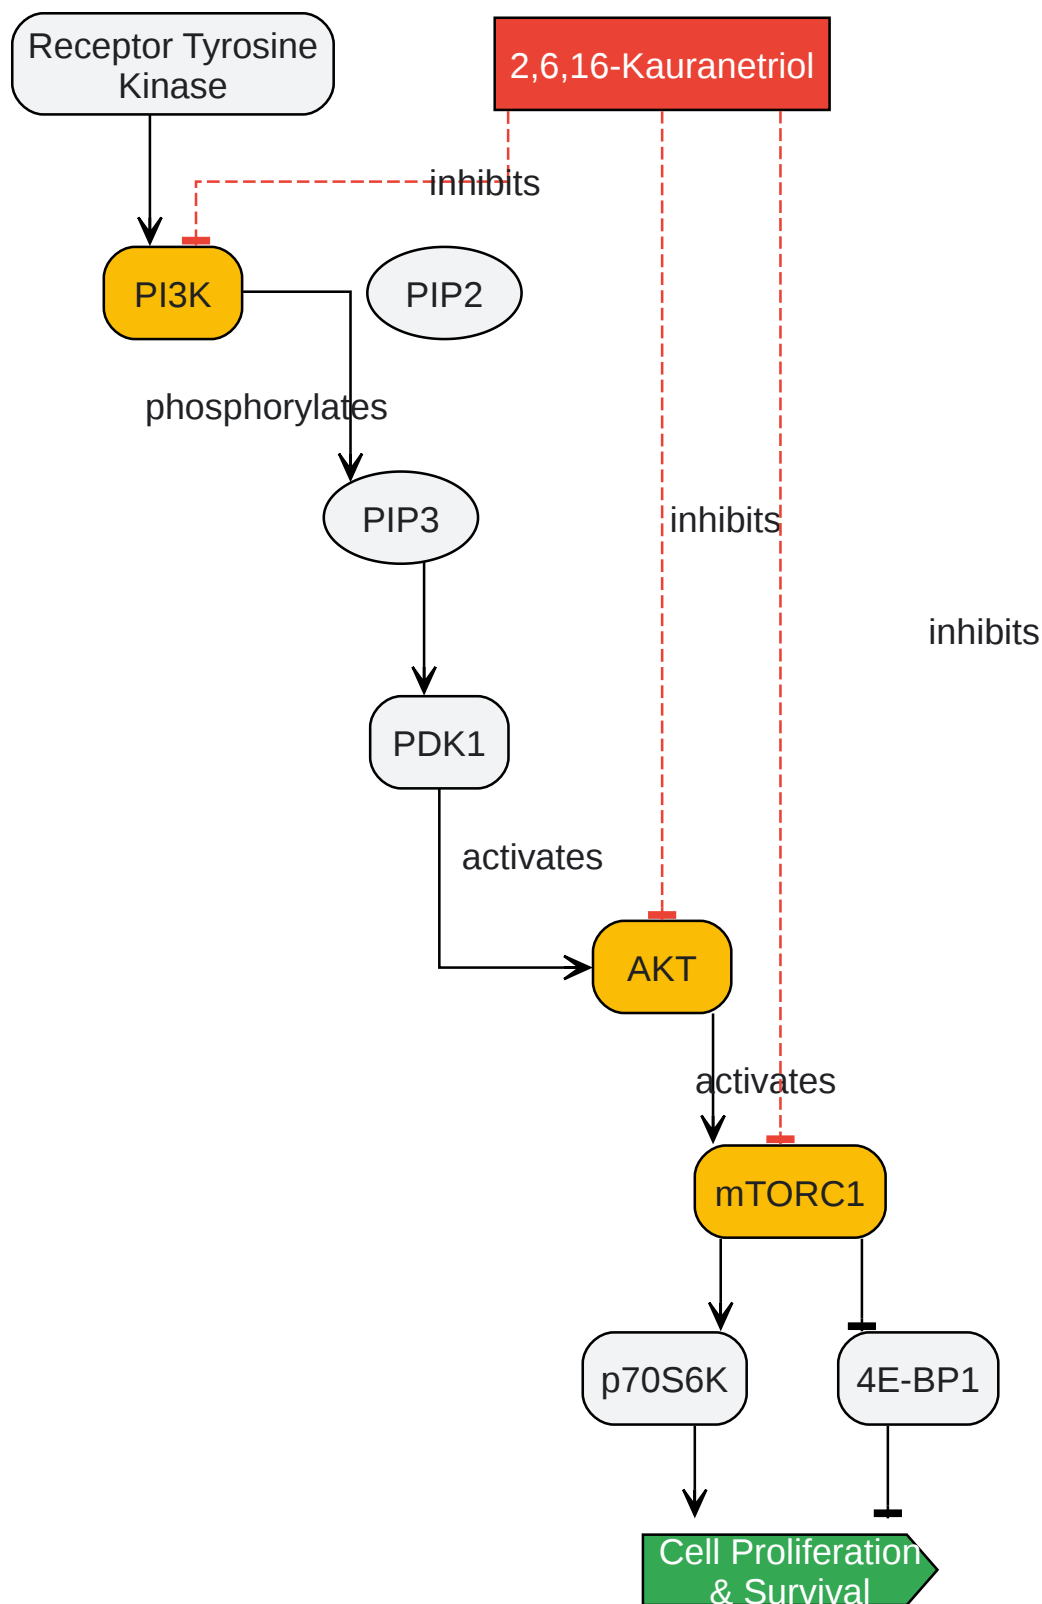 Receptor Tyrosine
Kinase
2,6,16-Kauranetriol
inhibits
PI3K
PIP2
phosphorylates
PIP3
inhibits
inhibits
PDK1
activates
AKT
activates
mTORC1
p70S6K
4E-BP1
Cell Proliferation
& Survival